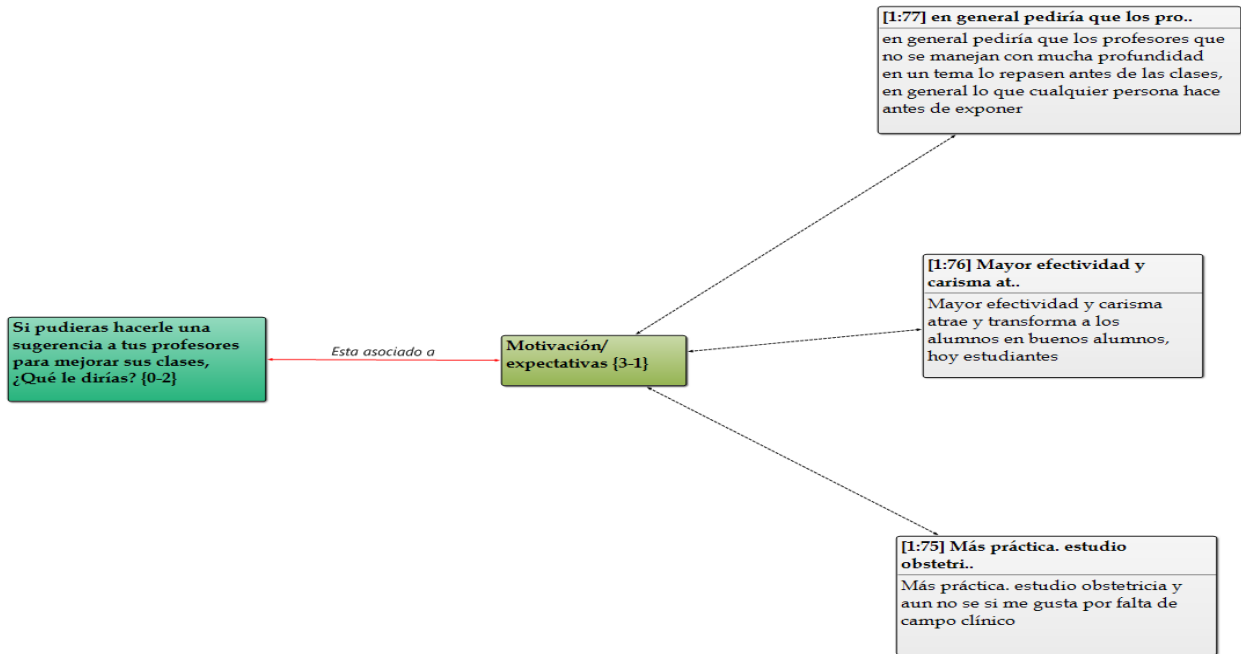 [1:77] en general pediría que los pro..
en general pediría que los profesores que
no se manejan con mucha profundidad
en un tema lo repasen antes de las clases,
en general lo que cualquier persona hace
antes de exponer
[1:76] Mayor efectividad y
carisma at..
Mayor efectividad y carisma
atrae y transforma a los
alumnos en buenos alumnos,
hoy estudiantes
Si pudieras hacerle una
sugerencia a tus profesores
para mejorar sus clases,
¿Qué le dirías? {0-2}
Esta asociado a
Motivación/
expectativas {3-1}
[1:75] Más práctica. estudio
obstetri..
Más práctica. estudio obstetricia y
aun no se si me gusta por falta de
campo clínico